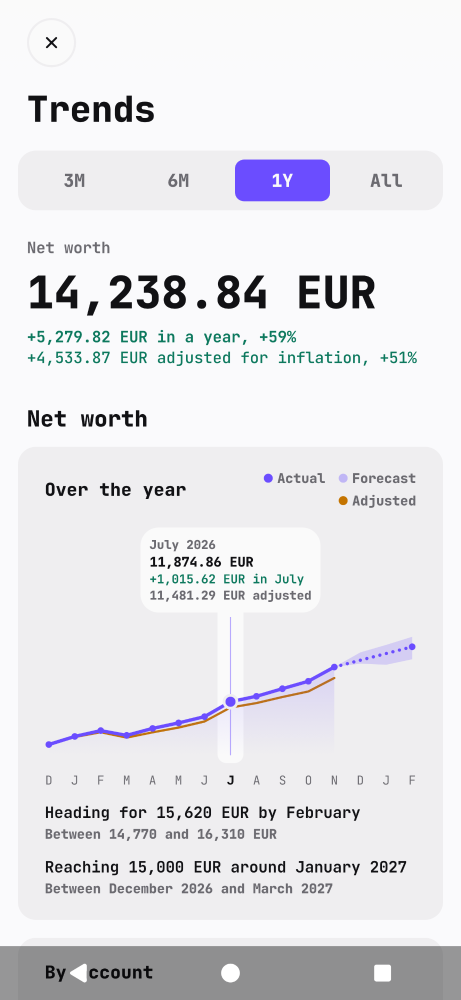 Trends
3M 6M 1Y All
Net worth
14,238.84 EUR
+5,279.82 EUR in a year, +59%
+4,533.87 EUR adjusted for inflation, +51%
Net worth
Over the year
Actual Forecast
Adjusted
July 2026
11,874.86 EUR
+1,015.62 EUR in July
11,481.29 EUR adjusted
D J F M A M J J A S O N D J F
Heading for 15,620 EUR by February
Between 14,770 and 16,310 EUR
Reaching 15,000 EUR around January 2027
Between December 2026 and March 2027
By ccount